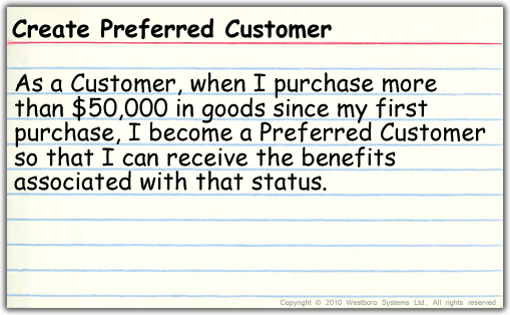 Create Preferred Customer
As a Customer, when I purchase more
than $50,000 in goods since my first
purchase, I become a Preferred Customer
so that I can receive the benefits
associated with that status.
Copyright © 2010 Westboro Systems Ltd., All rights reserved